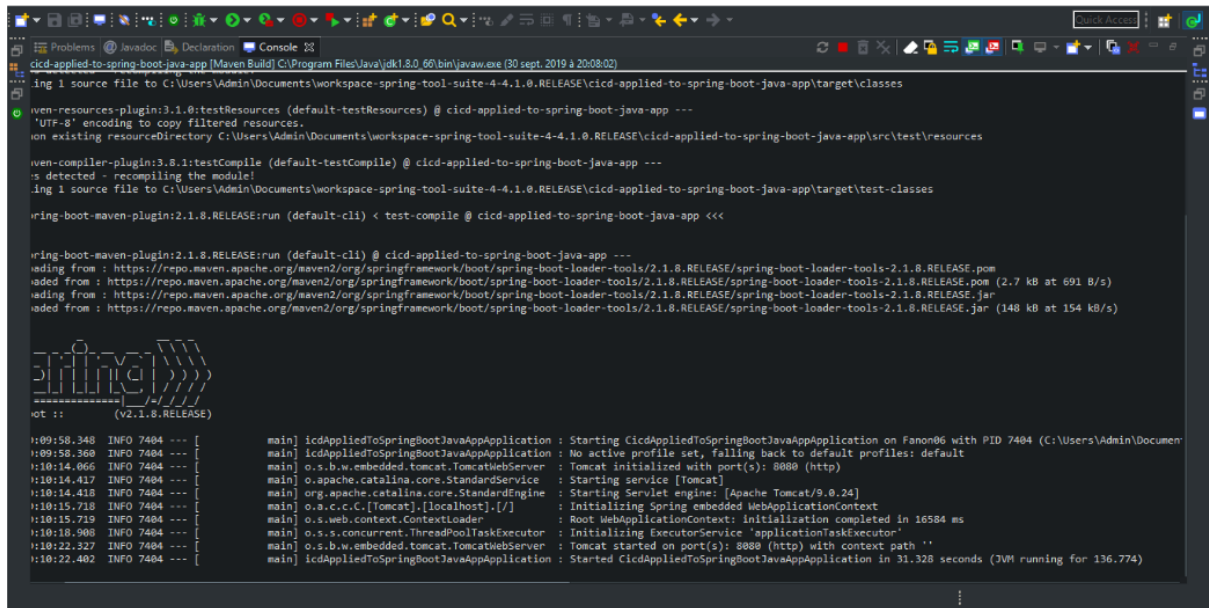 Quick Access
Problems @ Javadoc Declaration Console
cicd-applied-to-spring-boot-java-app [Maven Build] C:\Program Files\Java\jdk1.8.0_66\bin\javaw.exe (30 sept. 2019 à 20:08:02)
ing 1 source file to C:\Users\Admin\Documents\workspace-spring-tool-suite-4-4.1.0.RELEASE\cicd-applied-to-spring-boot-java-app\target\classes
ven-resources-plugin:3.1.0:testResources (default-testResources) @ cicd-applied-to-spring-boot-java-app ---
'UTF-8' encoding to copy filtered resources.
on existing resourceDirectory C:\Users\Admin\Documents\workspace-spring-tool-suite-4-4.1.0.RELEASE\cicd-applied-to-spring-boot-java-app\src\test\resources
ven-compiler-plugin:3.8.1:testCompile (default-testCompile) @ cicd-applied-to-spring-boot-java-app ---
s detected - recompiling the module!
ing 1 source file to C:\Users\Admin\Documents\workspace-spring-tool-suite-4-4.1.0.RELEASE\cicd-applied-to-spring-boot-java-app\target\test-classes
ring-boot-maven-plugin:2.1.8.RELEASE:run (default-cli) < test-compile @ cicd-applied-to-spring-boot-java-app <<<
ring-boot-maven-plugin:2.1.8.RELEASE:run (default-cli) @ cicd-applied-to-spring-boot-java-app ---
ading from : https://repo.maven.apache.org/maven2/org/springframework/boot/spring-boot-loader-tools/2.1.8.RELEASE/spring-boot-loader-tools-2.1.8.RELEASE.pom
aded from : https://repo.maven.apache.org/maven2/org/springframework/boot/spring-boot-loader-tools/2.1.8.RELEASE/spring-boot-loader-tools-2.1.8.RELEASE.pom (2.7 kB at 691 B/s)
ading from : https://repo.maven.apache.org/maven2/org/springframework/boot/spring-boot-loader-tools/2.1.8.RELEASE/spring-boot-loader-tools-2.1.8.RELEASE.jar
aded from : https://repo.maven.apache.org/maven2/org/springframework/boot/spring-boot-loader-tools/2.1.8.RELEASE/spring-boot-loader-tools-2.1.8.RELEASE.jar (148 kB at 154 kB/s)
oot :: (v2.1.8.RELEASE)
:09:58.348 INFO 7404 --- [ main] icdAppliedToSpringBootJavaAppApplication : Starting CicdAppliedToSpringBootJavaAppApplication on Fanon06 with PID 7404 (C:\Users\Admin\Documen
:09:58.360 INFO 7404 --- [ main] icdAppliedToSpringBootJavaAppApplication : No active profile set, falling back to default profiles: default
:10:14.066 INFO 7404 --- [ main] o.s.b.w.embedded.tomcat.TomcatWebServer : Tomcat initialized with port(s): 8080 (http)
:10:14.417 INFO 7404 --- [ main] o.apache.catalina.core.StandardService : Starting service [Tomcat]
:10:14.418 INFO 7404 --- [ main] org.apache.catalina.core.StandardEngine : Starting Servlet engine: [Apache Tomcat/9.0.24]
:10:15.718 INFO 7404 --- [ main] o.a.c.c.C.[Tomcat].[localhost].[/] : Initializing Spring embedded WebApplicationContext
:10:15.719 INFO 7404 --- [ main] o.s.web.context.ContextLoader : Root WebApplicationContext: initialization completed in 16584 ms
:10:18.908 INFO 7404 --- [ main] o.s.s.concurrent.ThreadPoolTaskExecutor : Initializing ExecutorService 'applicationTaskExecutor'
:10:22.327 INFO 7404 --- [ main] o.s.b.w.embedded.tomcat.TomcatWebServer : Tomcat started on port(s): 8080 (http) with context path ''
:10:22.402 INFO 7404 --- [ main] icdAppliedToSpringBootJavaAppApplication : Started CicdAppliedToSpringBootJavaAppApplication in 31.328 seconds (JVM running for 136.774)